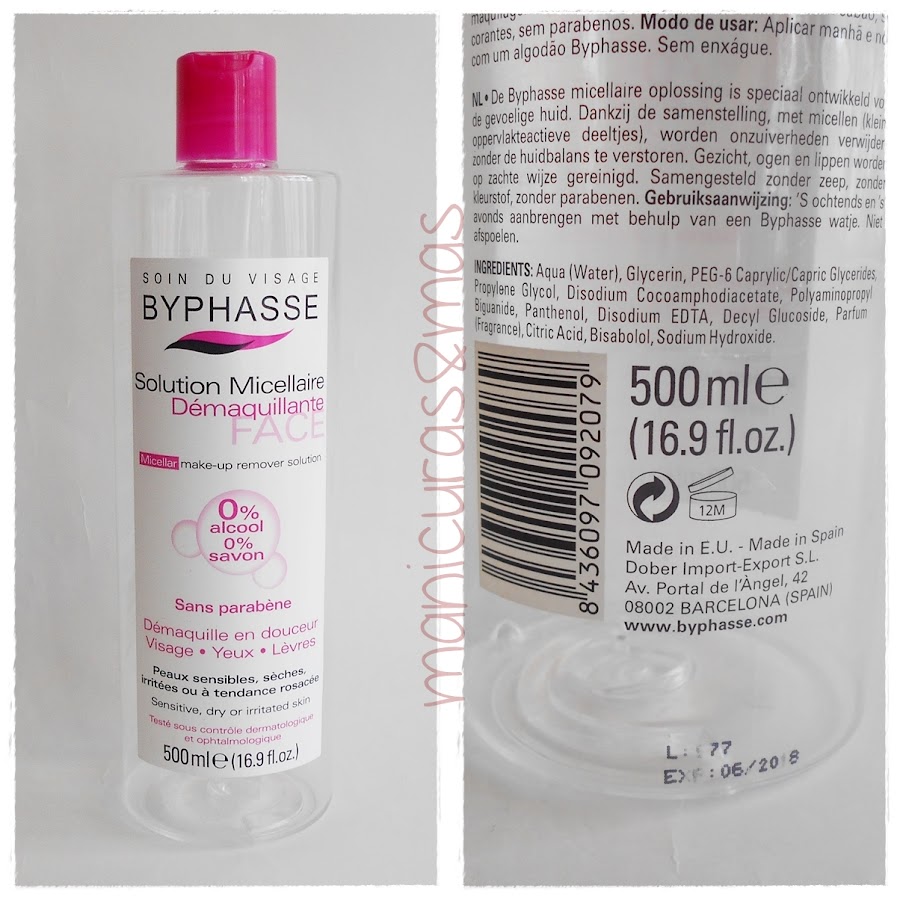 SOIN DU VISAGE
BYPHASSE
Solution Micellaire
Démaquillante
FACE
Micellar make-up remover solution
0%
alcool
0%
savon
Sans parabène
Démaquille en douceur
Visage • Yeux • Lèvres
Peaux sensibles, sèches,
irritées ou à tendance rosacée
Sensitive, dry or irritated skin
Testé sous contrôle dermatologique
et ophtalmologique
500 ml e (16.9 fl.oz.)
manicuras&mas
corantes, sem parabenos. Modo de usar: Aplicar manhã e
com um algodão Byphasse. Sem enxágue.
NL • De Byphasse micellaire oplossing is speciaal ontwikkeld
de gevoelige huid. Dankzij de samenstelling, met micellen
oppervlakteactieve deeltjes), worden onzuiverheden
zonder de huidbalans te verstoren. Gezicht, ogen en lippen worden
op zachte wijze gereinigd. Samengesteld zonder zeep, zonder
kleurstof, zonder parabenen. Gebruiksaanwijzing: 'S ochtends en 's
avonds aanbrengen met behulp van een Byphasse watje. Niet
afspoelen.
INGREDIENTS: Aqua (Water), Glycerin, PEG-6 Caprylic/Capric Glycerides,
Propylene Glycol, Disodium Cocoamphodiacetate, Polyaminopropyl
Biguanide, Panthenol, Disodium EDTA, Decyl Glucoside, Parfum
(Fragrance), Citric Acid, Bisabolol, Sodium Hydroxide.
8 436097 092079
500 ml e
(16.9 fl.oz.)
12M
Made in E.U. - Made in Spain
Dober Import-Export S.L.
Av. Portal de l'Àngel, 42
08002 BARCELONA (SPAIN)
www.byphasse.com
EXP: 06/2018